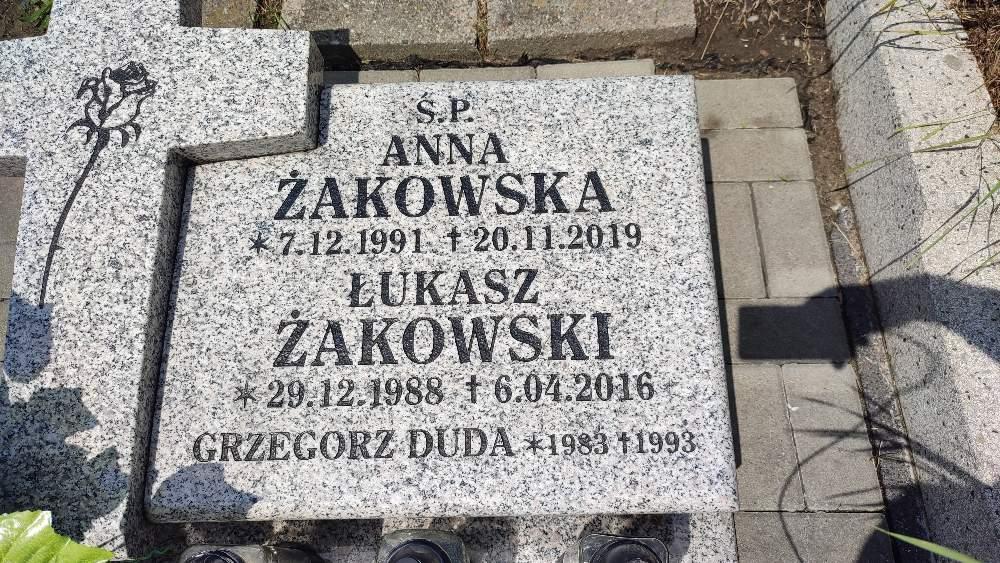 Ś.P.
ANNA
ŻAKOWSKA
* 7.12.1991 † 20.11.2019
ŁUKASZ
ŻAKOWSKI
* 29.12.1988 † 6.04.2016
GRZEGORZ DUDA * 1983 † 1993